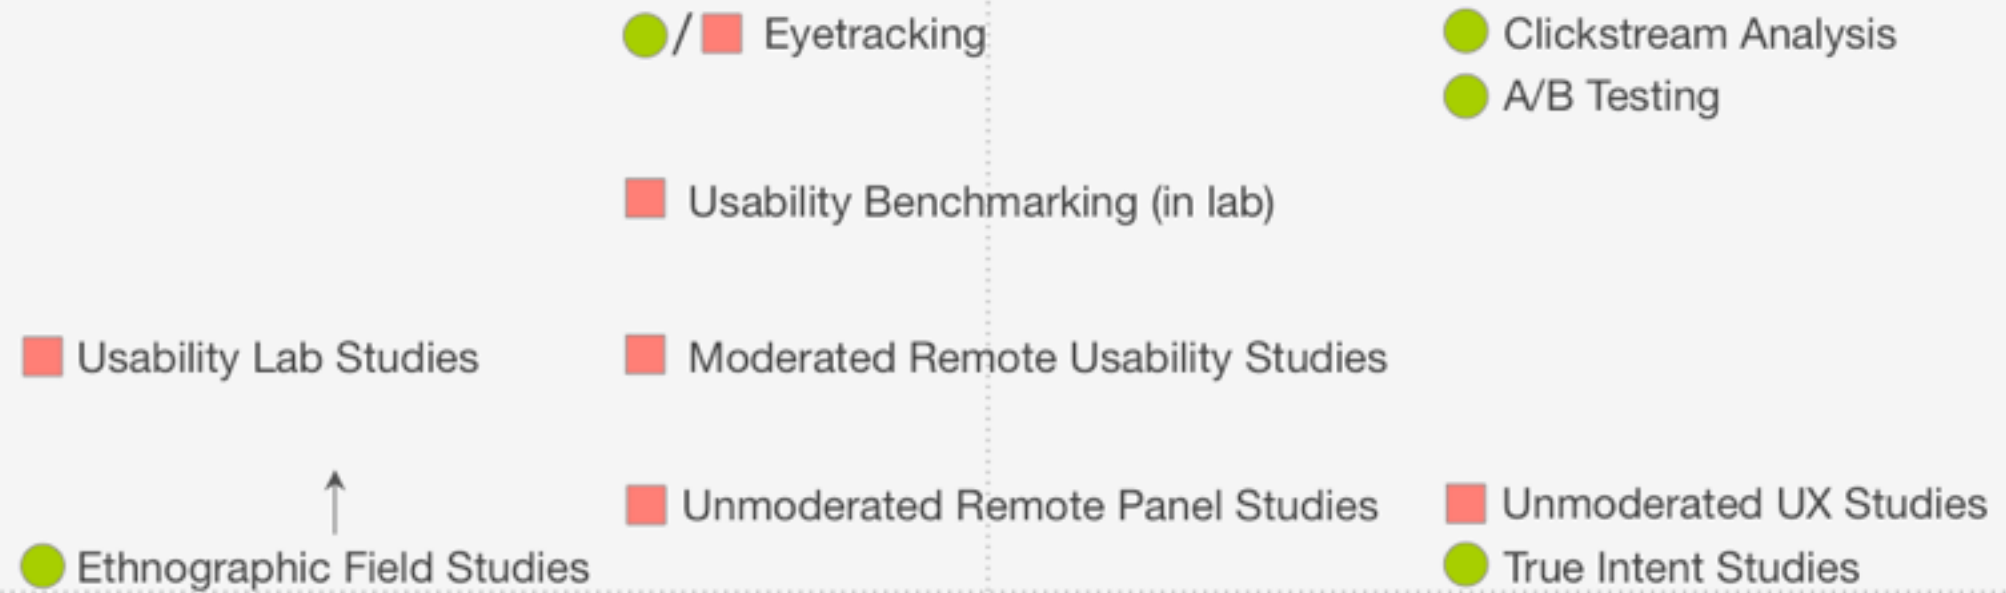 / Eyetracking
Clickstream Analysis
A/B Testing
Usability Benchmarking (in lab)
Usability Lab Studies
Moderated Remote Usability Studies
Unmoderated Remote Panel Studies
Unmoderated UX Studies
Ethnographic Field Studies
True Intent Studies